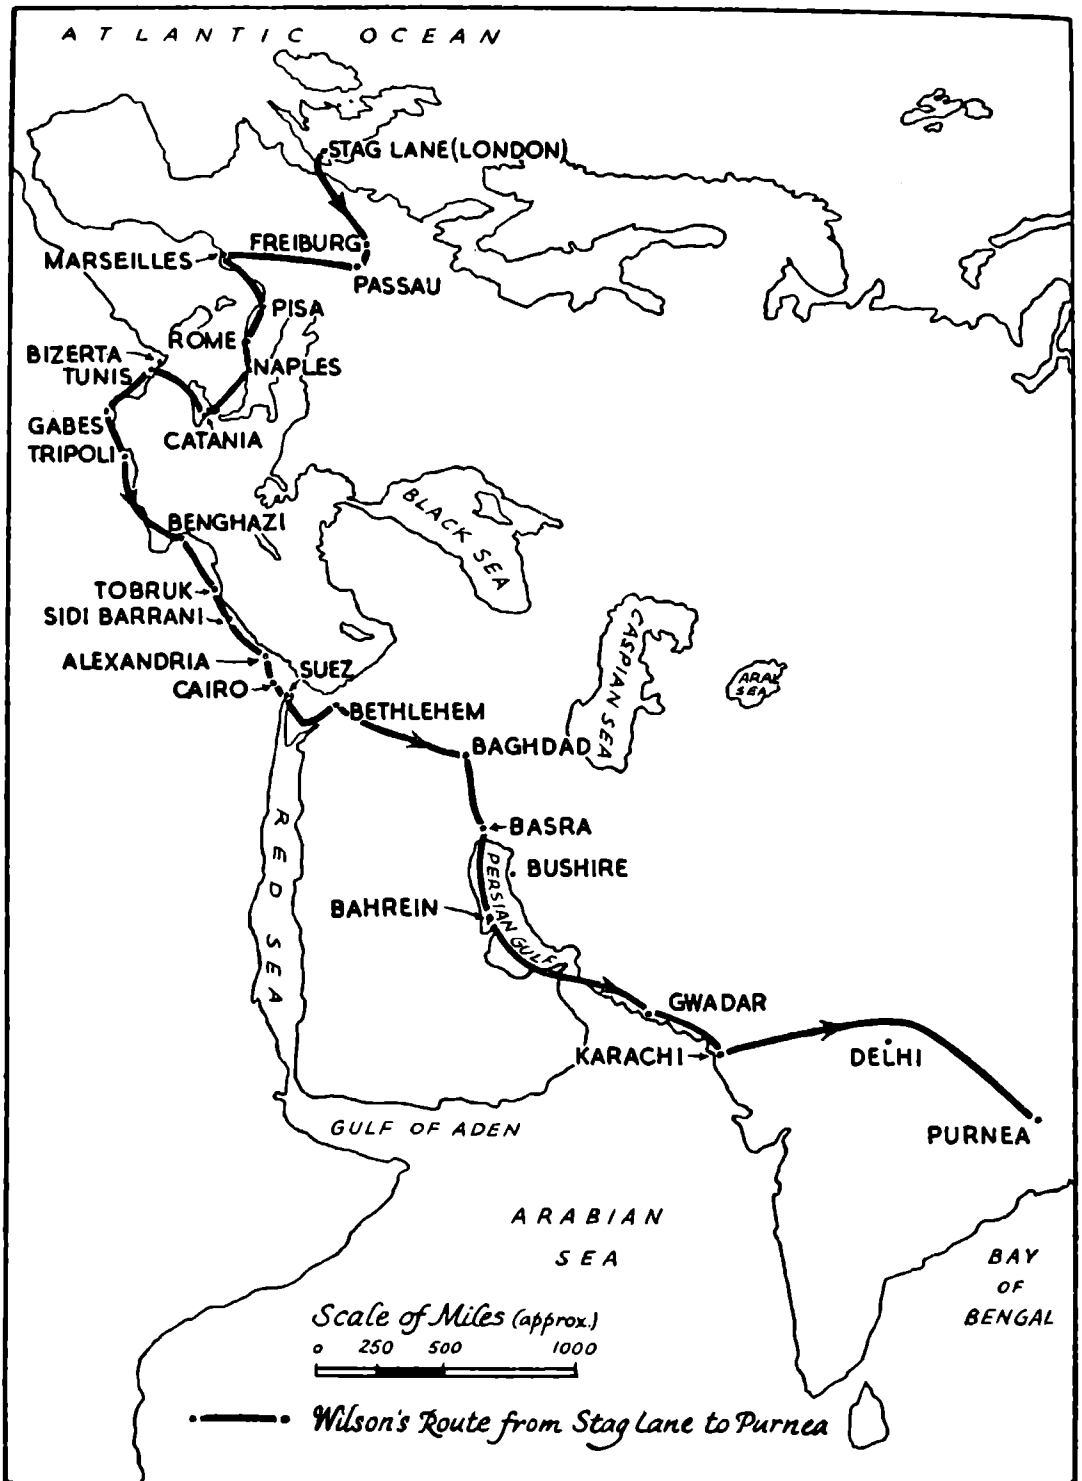 ATLANTIC OCEAN
STAG LANE (LONDON)
FREIBURG
MARSEILLES
PASSAU
PISA
ROME
BIZERTA
TUNIS
NAPLES
GABES
CATANIA
TRIPOLI
BLACK SEA
BENGHAZI
TOBRUK
SIDI BARRANI
CASPIAN SEA
ALEXANDRIA
SUEZ
CAIRO
ARAL
SEA
BETHLEHEM
BAGHDAD
BASRA
RED SEA
BUSHIRE
PERSIAN GULF
BAHREIN
GWADAR
KARACHI
DELHI
PURNEA
GULF OF ADEN
ARABIAN
SEA
BAY
OF
BENGAL
Scale of Miles (approx.)
0 250 500 1000
Wilson's Route from Stag Lane to Purnea